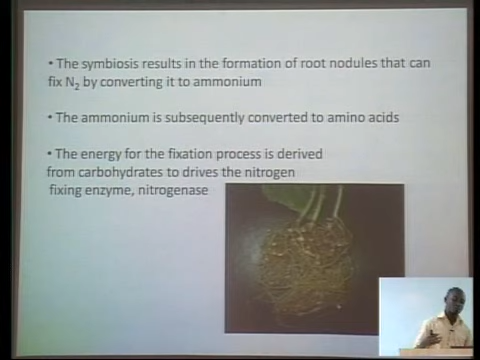 • The symbiosis results in the formation of root nodules that can
fix N₂ by converting it to ammonium
• The ammonium is subsequently converted to amino acids
• The energy for the fixation process is derived
from carbohydrates to drives the nitrogen
fixing enzyme, nitrogenase